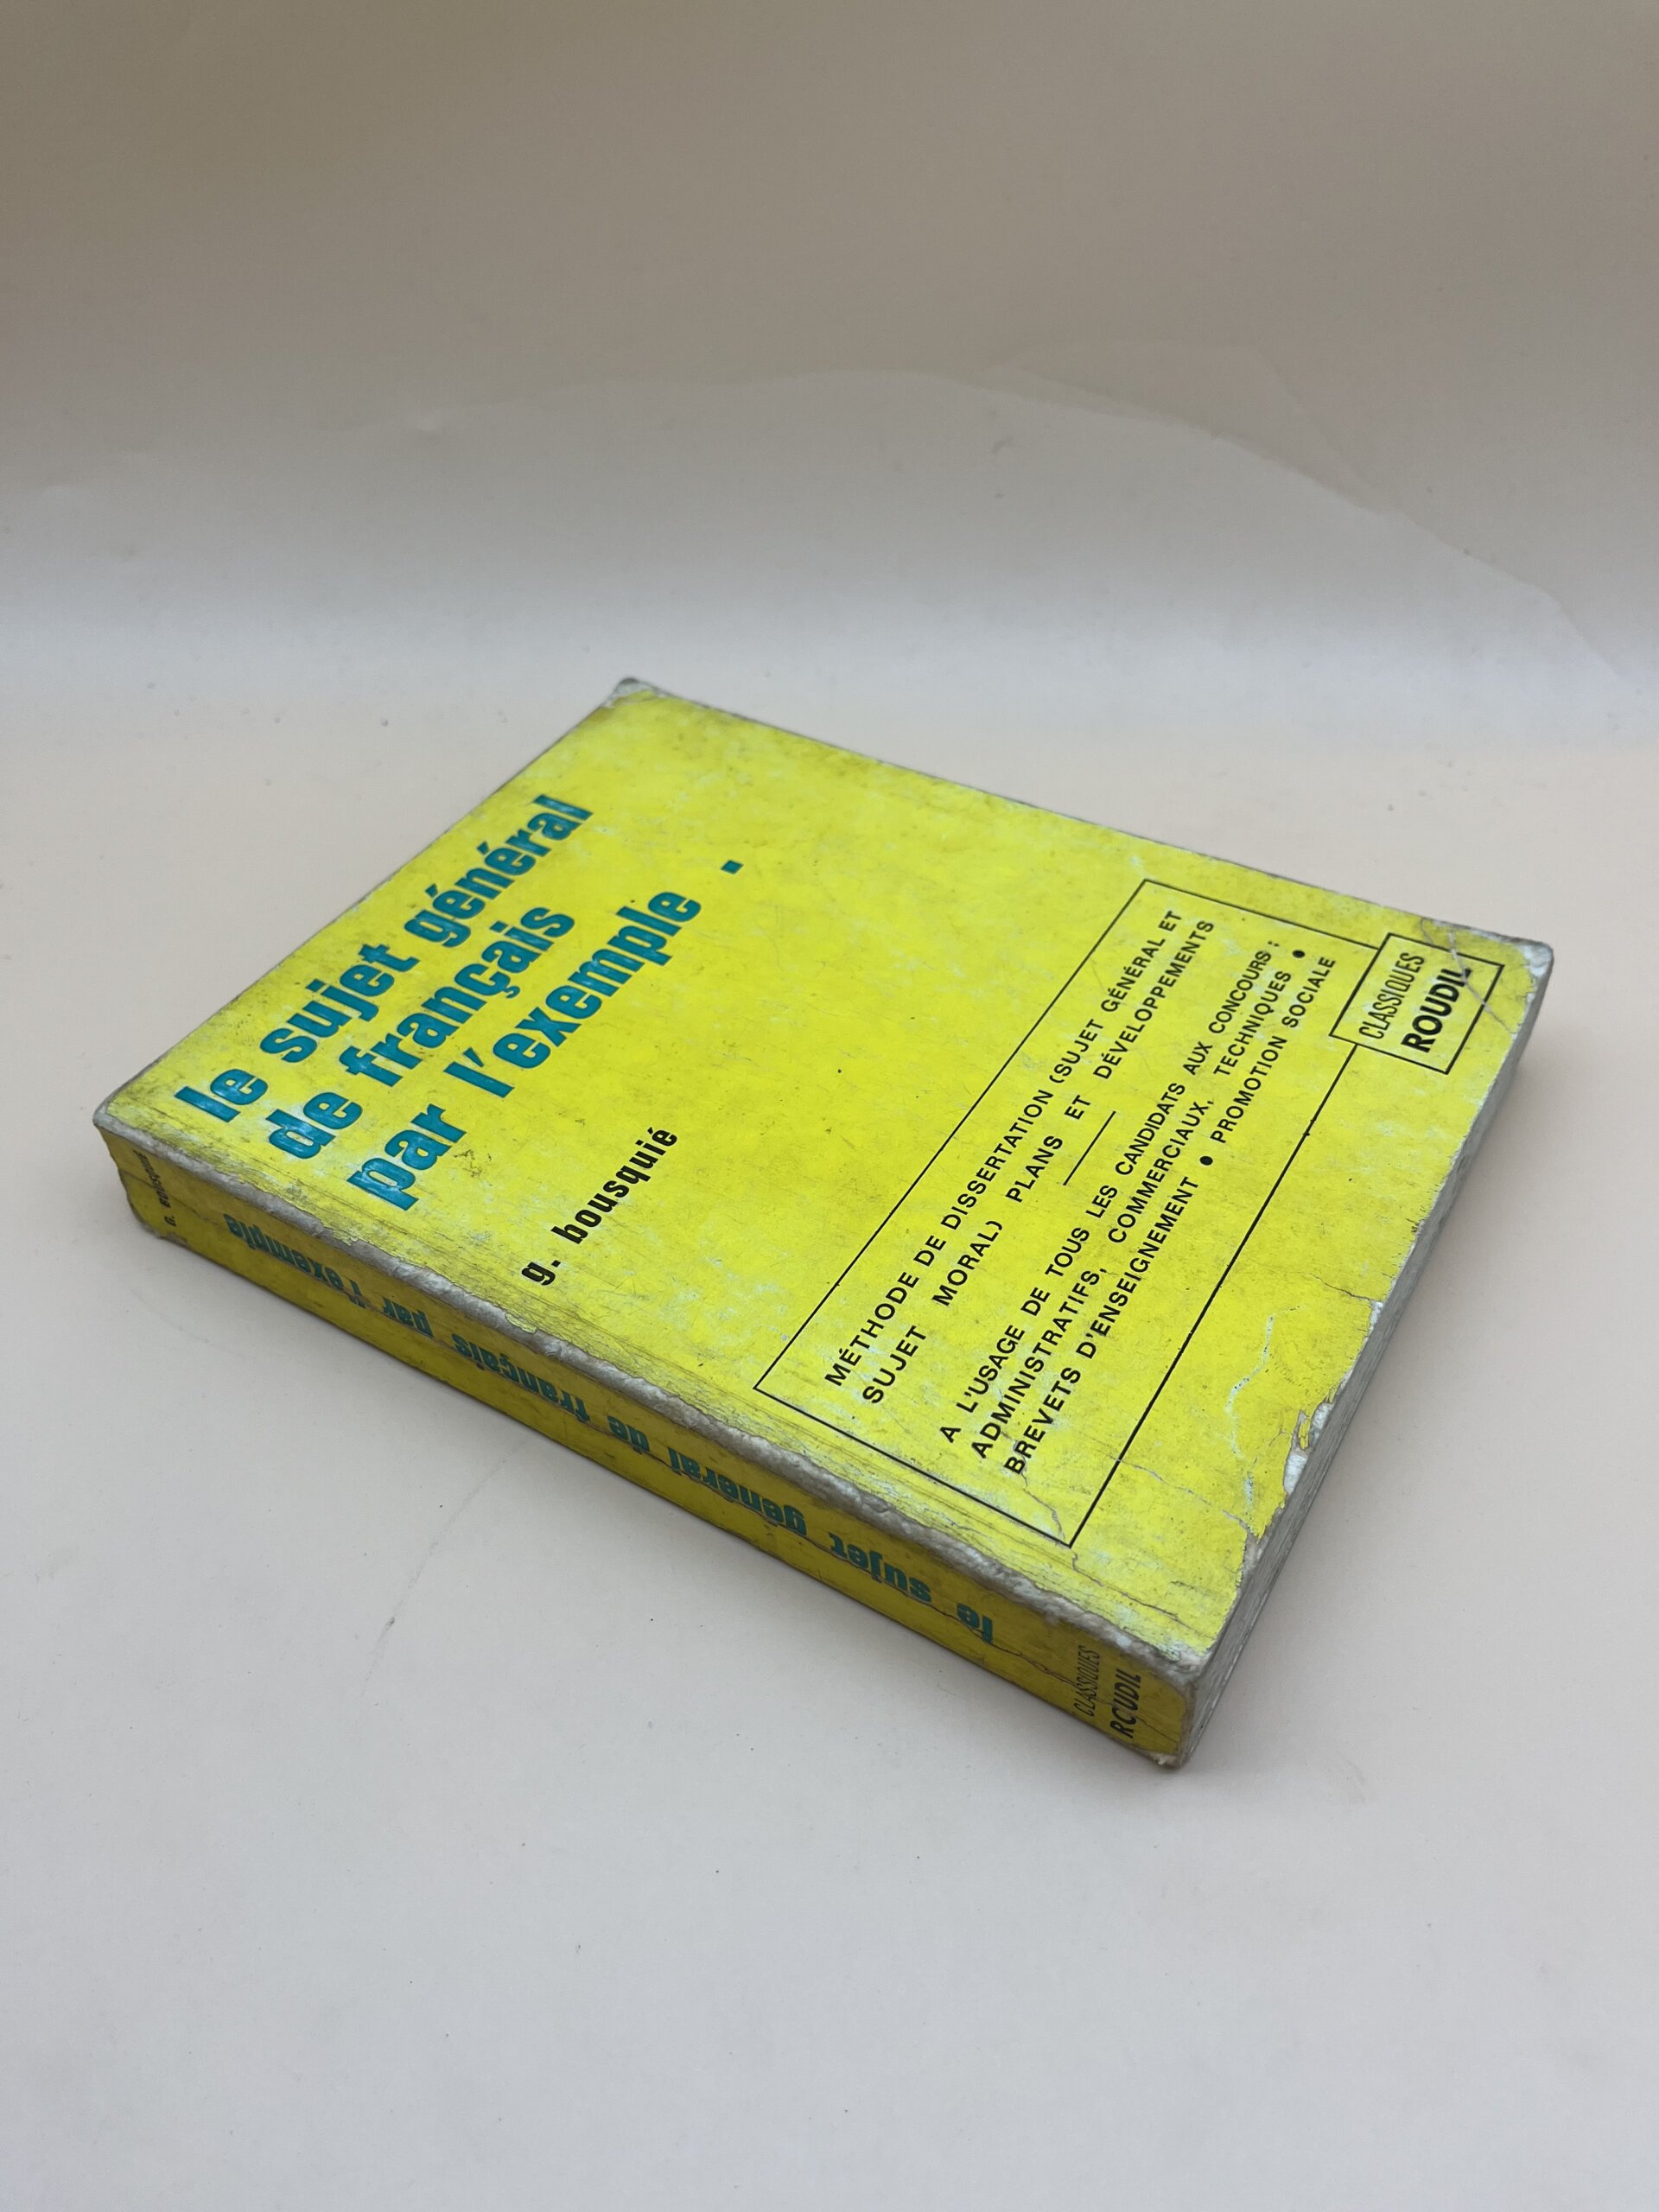 le sujet général
de français
par l'exemple .
g. bousquié
MÉTHODE DE DISSERTATION (SUJET GÉNÉRAL ET
SUJET MORAL) PLANS ET DÉVELOPPEMENTS
A L'USAGE DE TOUS LES CANDIDATS AUX CONCOURS :
ADMINISTRATIFS, COMMERCIAUX, TECHNIQUES •
BREVETS D'ENSEIGNEMENT • PROMOTION SOCIALE
CLASSIQUES
ROUDIL
G. Bousquié
le sujet général de français par l'exemple
CLASSIQUES
ROUDIL